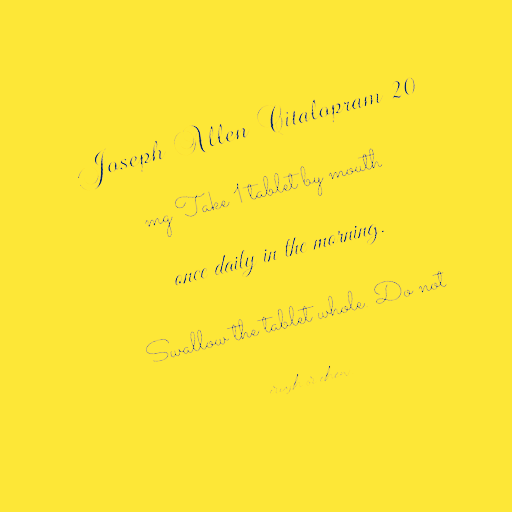 Joseph Allen Citalopram 20
mg Take 1 tablet by mouth
once daily in the morning.
Swallow the tablet whole. Do not